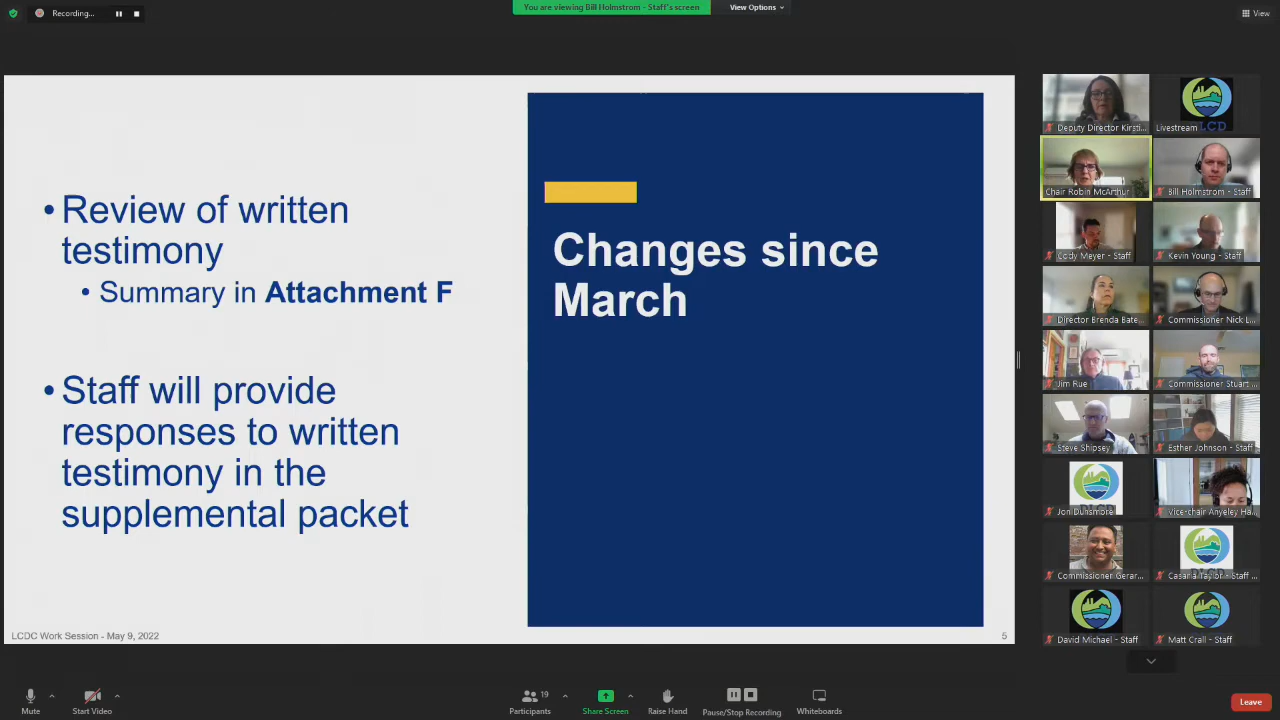 Recording...
You are viewing Bill Holmstrom - Staff's screen
View Options
View
• Review of written
testimony
• Summary in Attachment F
• Staff will provide
responses to written
testimony in the
supplemental packet
Changes since
March
LCDC Work Session - May 9, 2022
5
Deputy Director Kirsti...
Livestream
LCD
Chair Robin McArthur
Bill Holmstrom - Staff
Cody Meyer - Staff
Kevin Young - Staff
Director Brenda Bate...
Commissioner Nick L...
Jim Rue
Commissioner Stuart ...
Steve Shipsey
Esther Johnson - Staff
Jon Dunsmore
Vice-chair Anyeley Ha...
Commissioner Gerar...
Casaria Taylor - Staff ...
David Michael - Staff
Matt Crall - Staff
Mute
Start Video
Participants
19
Share Screen
Raise Hand
Pause/Stop Recording
Whiteboards
Leave